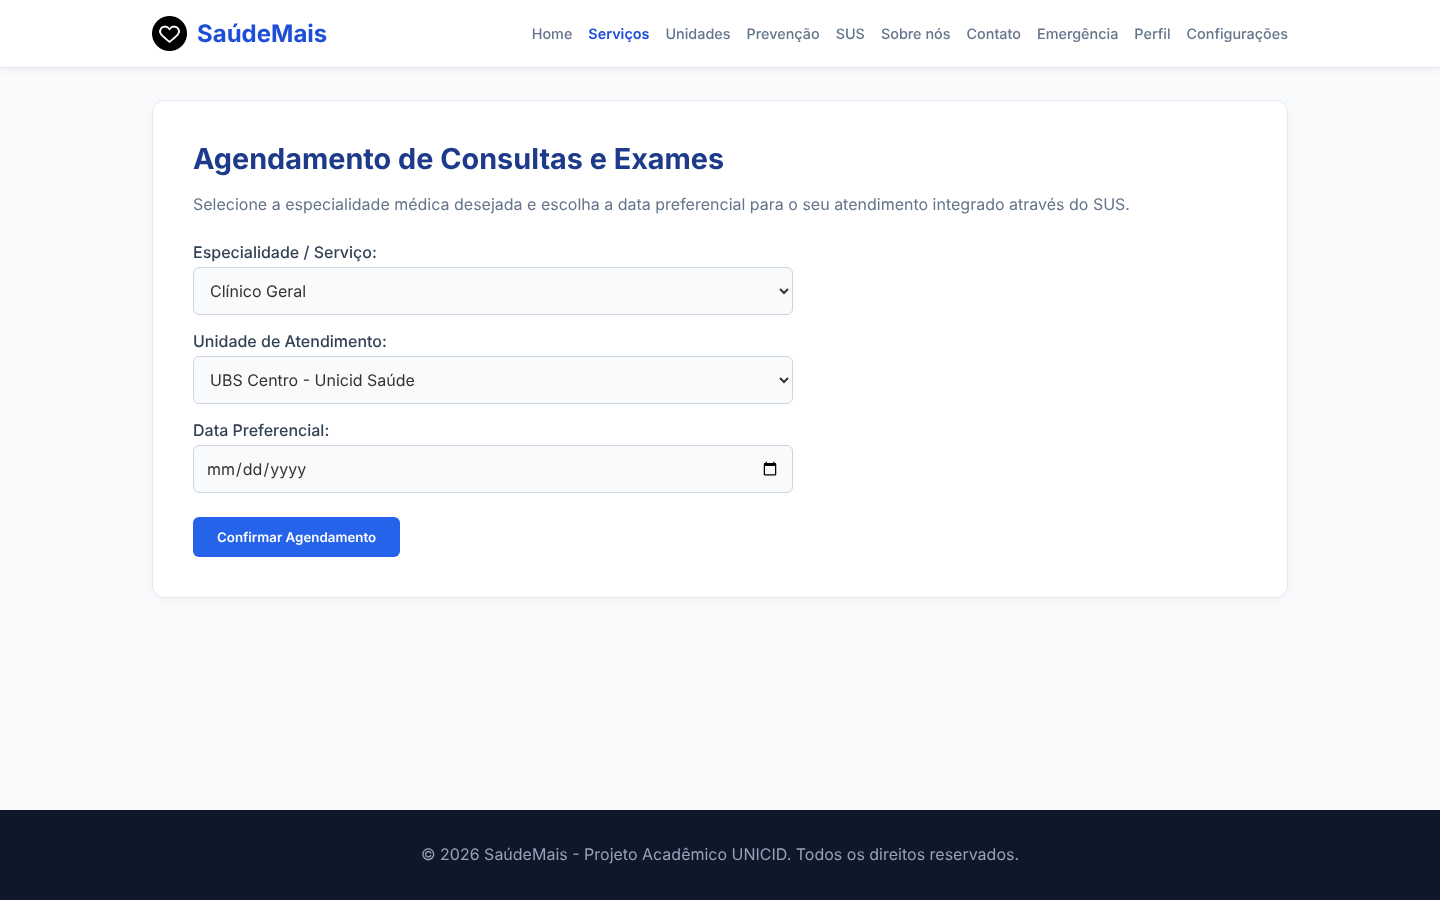 SaúdeMais
Home Serviços Unidades Prevenção SUS Sobre nós Contato Emergência Perfil Configurações
Agendamento de Consultas e Exames
Selecione a especialidade médica desejada e escolha a data preferencial para o seu atendimento integrado através do SUS.
Especialidade / Serviço:
Clínico Geral
Unidade de Atendimento:
UBS Centro - Unicid Saúde
Data Preferencial:
mm/dd/yyyy
Confirmar Agendamento
© 2026 SaúdeMais - Projeto Acadêmico UNICID. Todos os direitos reservados.